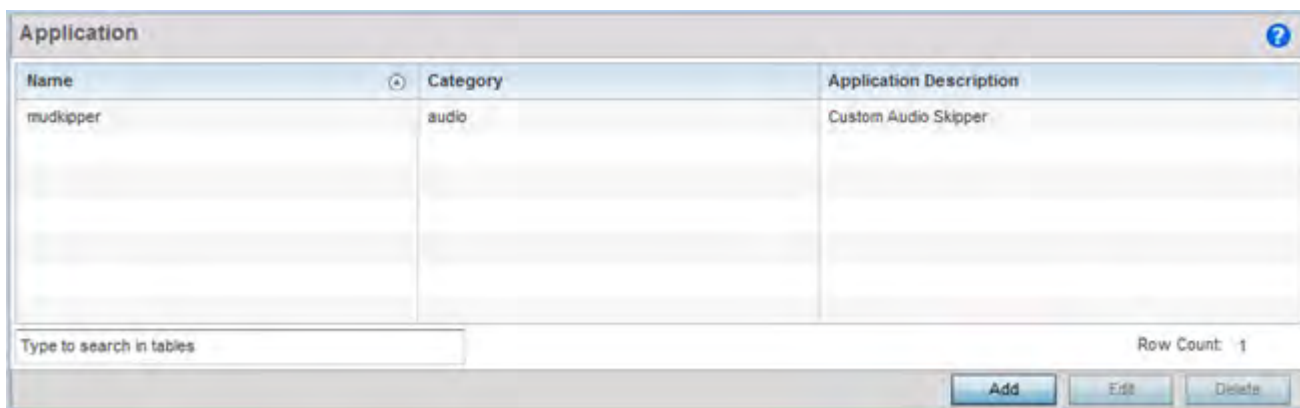 Application
Name Category Application Description
mudkipper audio Custom Audio Skipper
Type to search in tables Row Count: 1
Add Edit Delete